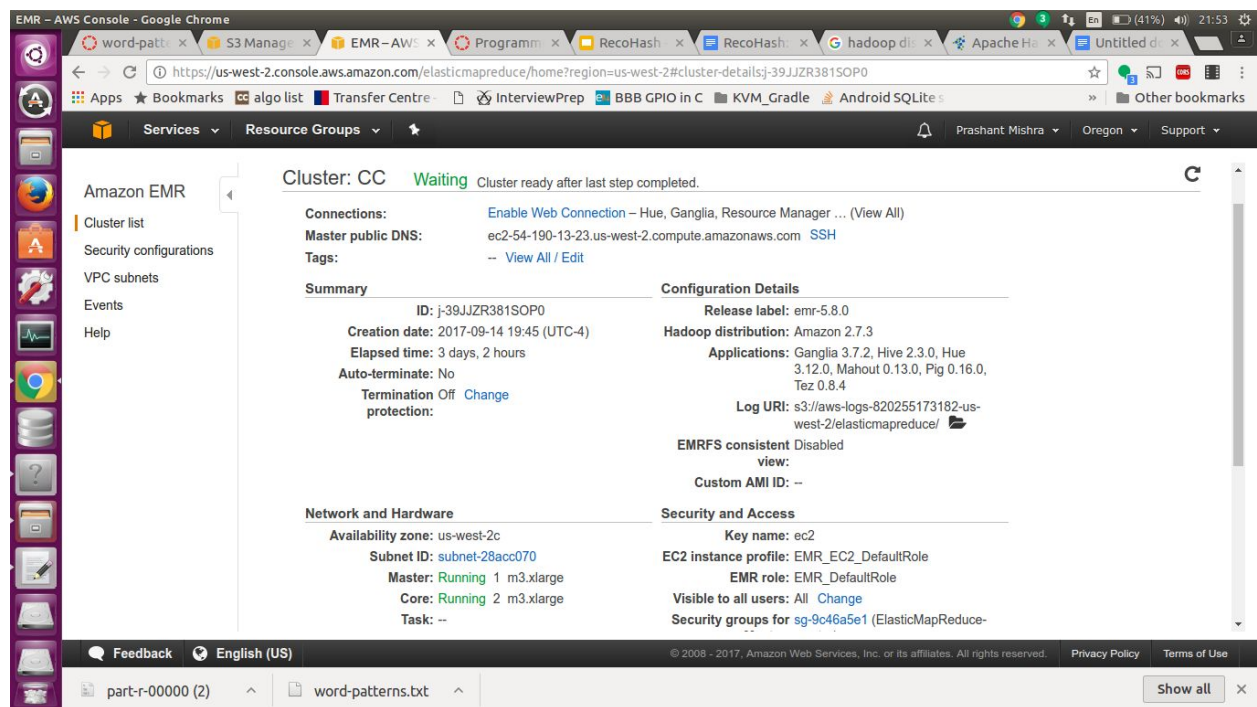 EMR – AWS Console - Google Chrome
3 En (41%) 21:53
word-patte S3 Manage EMR – AWS Programm RecoHash RecoHash: hadoop dis Apache Ha Untitled do
https://us-west-2.console.aws.amazon.com/elasticmapreduce/home?region=us-west-2#cluster-details:j-39JJZR381SOP0
Apps Bookmarks algo list Transfer Centre - InterviewPrep BBB GPIO in C KVM_Gradle Android SQLite s » Other bookmarks
Services Resource Groups Prashant Mishra Oregon Support
Amazon EMR
Cluster list
Security configurations
VPC subnets
Events
Help
Cluster: CC Waiting Cluster ready after last step completed.
Connections: Enable Web Connection – Hue, Ganglia, Resource Manager ... (View All)
Master public DNS: ec2-54-190-13-23.us-west-2.compute.amazonaws.com SSH
Tags: -- View All / Edit
Summary
ID: j-39JJZR381SOP0
Creation date: 2017-09-14 19:45 (UTC-4)
Elapsed time: 3 days, 2 hours
Auto-terminate: No
Termination Off Change
protection:
Configuration Details
Release label: emr-5.8.0
Hadoop distribution: Amazon 2.7.3
Applications: Ganglia 3.7.2, Hive 2.3.0, Hue
3.12.0, Mahout 0.13.0, Pig 0.16.0,
Tez 0.8.4
Log URI: s3://aws-logs-820255173182-us-
west-2/elasticmapreduce/
EMRFS consistent Disabled
view:
Custom AMI ID: --
Network and Hardware
Availability zone: us-west-2c
Subnet ID: subnet-28acc070
Master: Running 1 m3.xlarge
Core: Running 2 m3.xlarge
Task: --
Security and Access
Key name: ec2
EC2 instance profile: EMR_EC2_DefaultRole
EMR role: EMR_DefaultRole
Visible to all users: All Change
Security groups for sg-9c46a5e1 (ElasticMapReduce-
Feedback English (US) © 2008 - 2017, Amazon Web Services, Inc. or its affiliates. All rights reserved. Privacy Policy Terms of Use
part-r-00000 (2) word-patterns.txt Show all